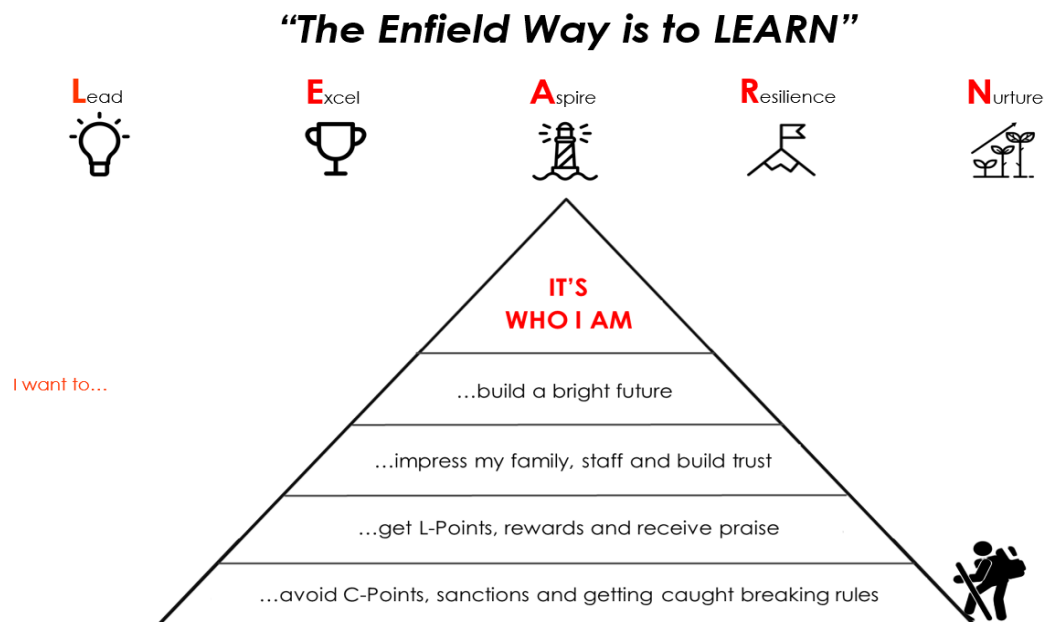 “The Enfield Way is to LEARN”
Lead Excel Aspire Resilience Nurture
IT’S
WHO I AM
I want to…
…build a bright future
…impress my family, staff and build trust
…get L-Points, rewards and receive praise
…avoid C-Points, sanctions and getting caught breaking rules